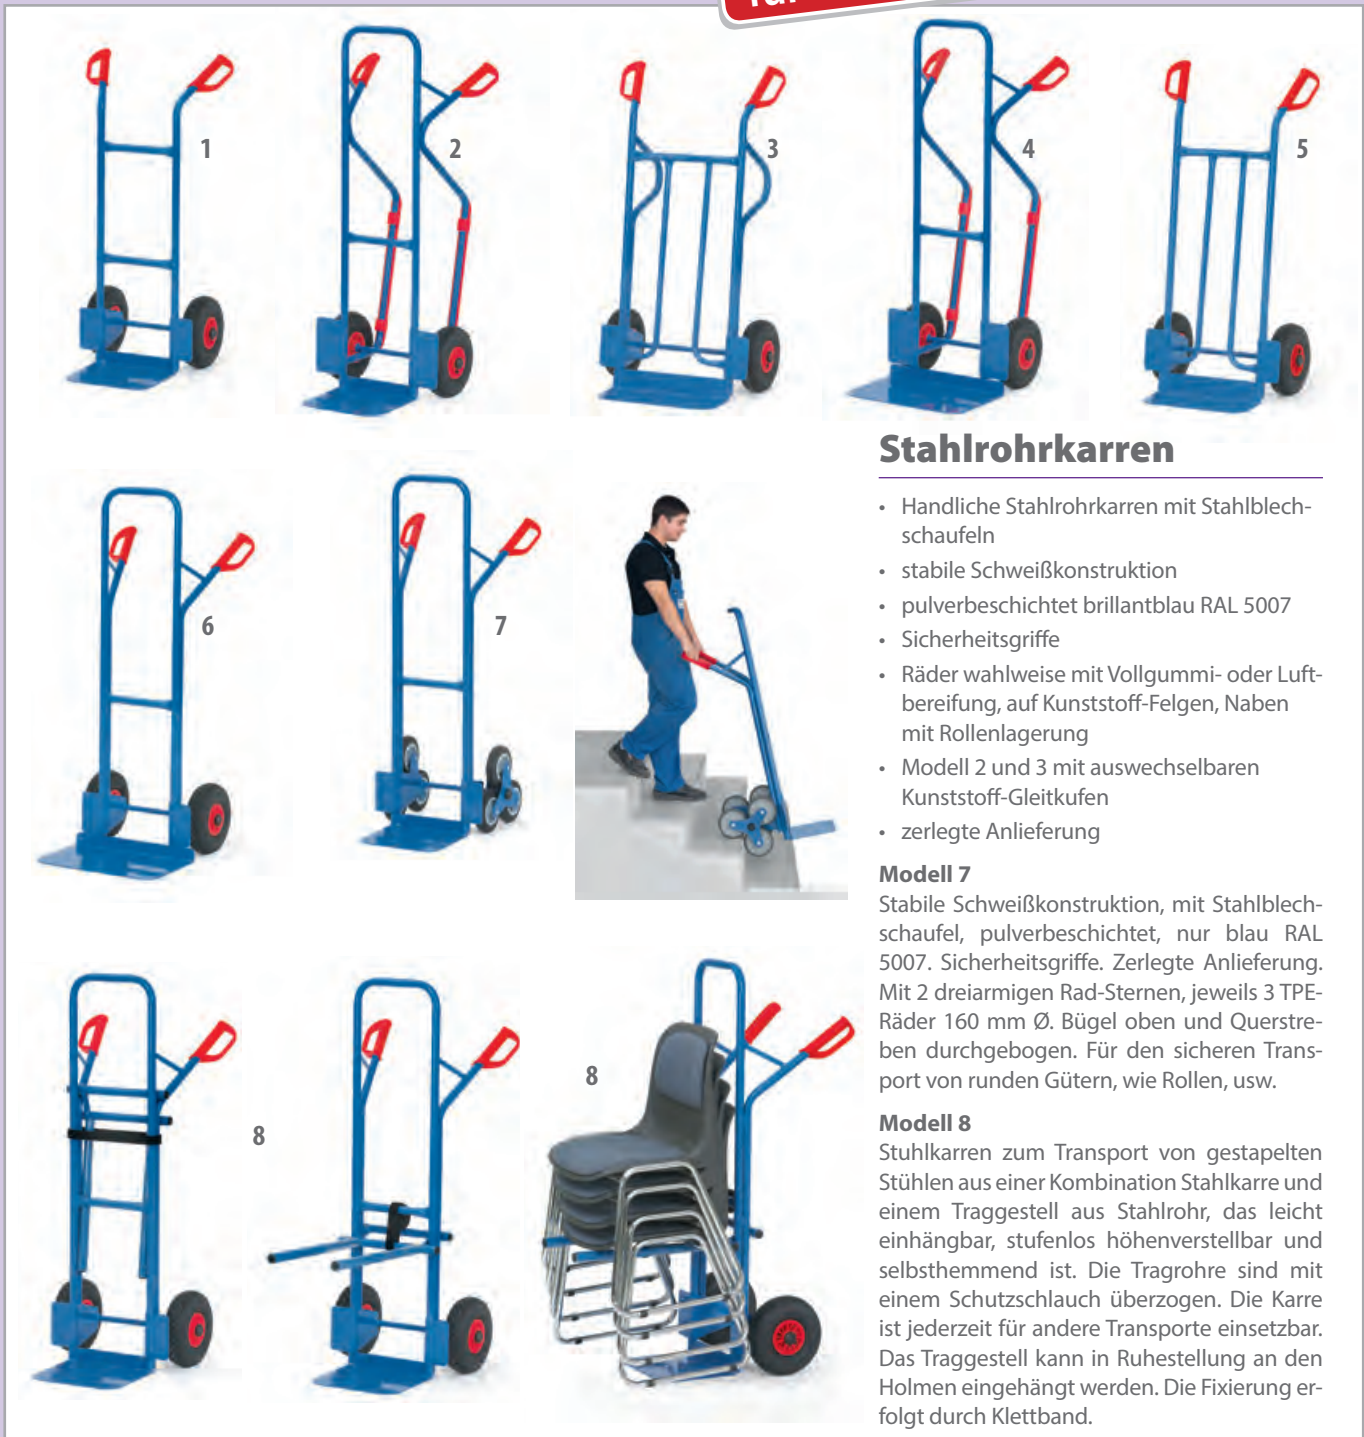 1
2
3
4
5
Stahlrohrkarren
• Handliche Stahlrohrkarren mit Stahlblech-
schaufeln
• stabile Schweißkonstruktion
• pulverbeschichtet brillantblau RAL 5007
• Sicherheitsgriffe
• Räder wahlweise mit Vollgummi- oder Luft-
bereifung, auf Kunststoff-Felgen, Naben
mit Rollenlagerung
• Modell 2 und 3 mit auswechselbaren
Kunststoff-Gleitkufen
• zerlegte Anlieferung
6
7
Modell 7
Stabile Schweißkonstruktion, mit Stahlblech-
schaufel, pulverbeschichtet, nur blau RAL
5007. Sicherheitsgriffe. Zerlegte Anlieferung.
Mit 2 dreiarmigen Rad-Sternen, jeweils 3 TPE-
Räder 160 mm Ø. Bügel oben und Querstre-
ben durchgebogen. Für den sicheren Trans-
port von runden Gütern, wie Rollen, usw.
8
8
Modell 8
Stuhlkarren zum Transport von gestapelten
Stühlen aus einer Kombination Stahlkarre und
einem Traggestell aus Stahlrohr, das leicht
einhängbar, stufenlos höhenverstellbar und
selbsthemmend ist. Die Tragrohre sind mit
einem Schutzschlauch überzogen. Die Karre
ist jederzeit für andere Transporte einsetzbar.
Das Traggestell kann in Ruhestellung an den
Holmen eingehängt werden. Die Fixierung er-
folgt durch Klettband.